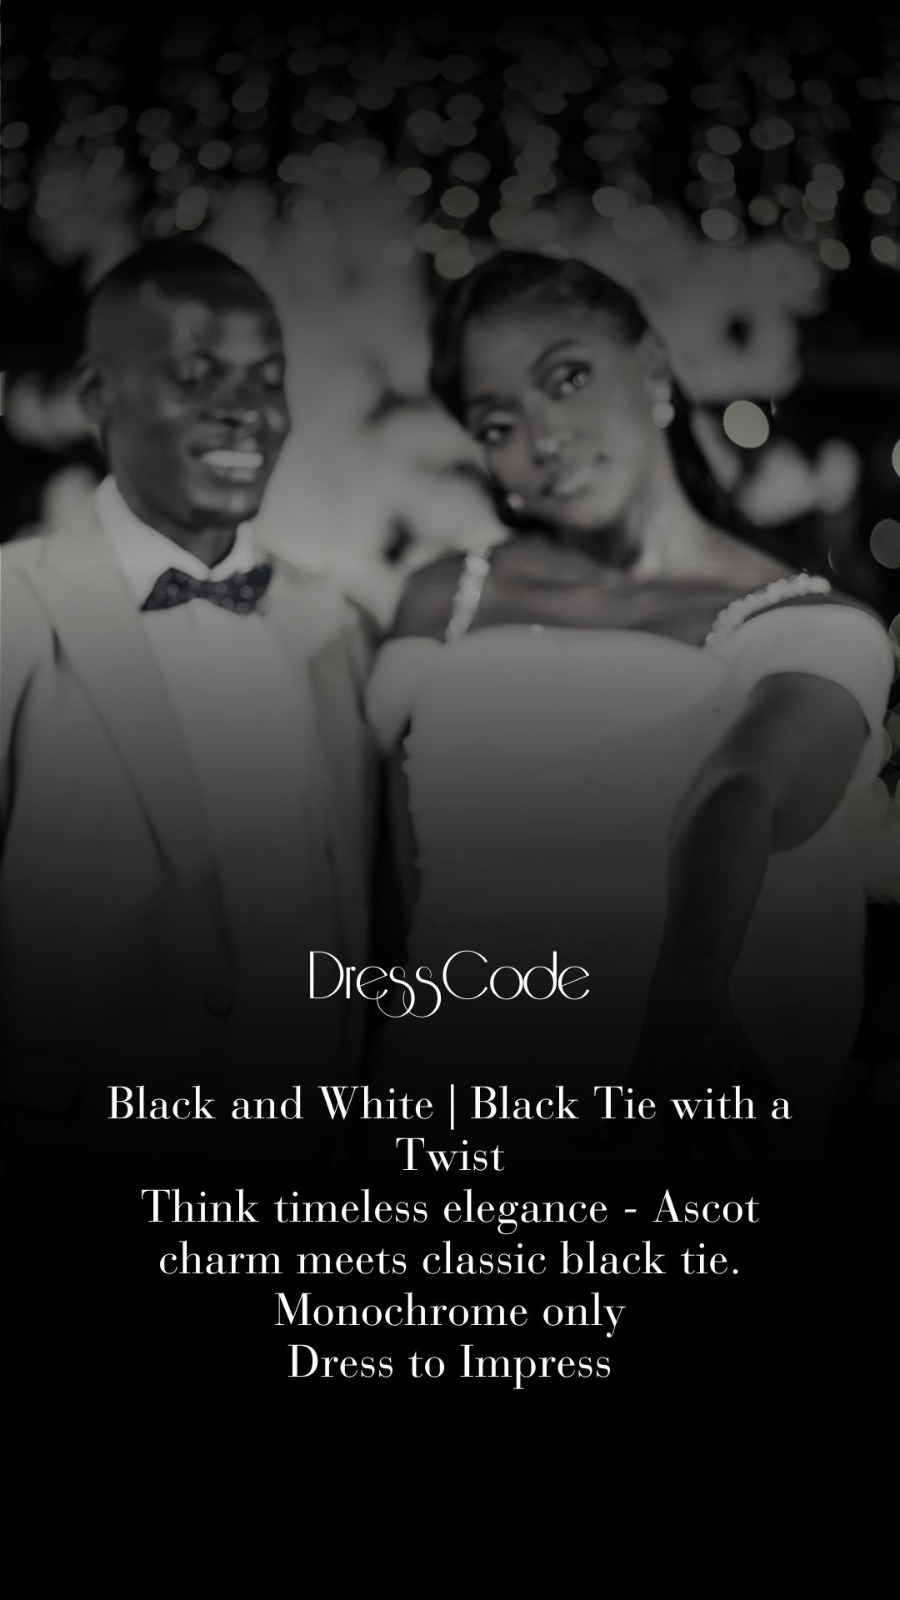 DressCode
Black and White | Black Tie with a
Twist
Think timeless elegance - Ascot
charm meets classic black tie.
Monochrome only
Dress to Impress